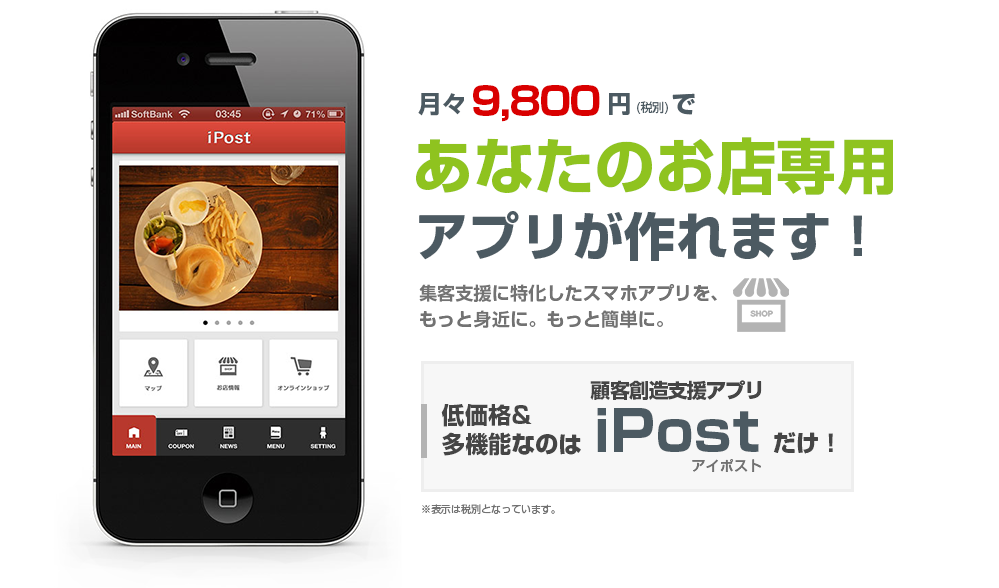 SoftBank 03:45 71%
iPost
マップ
お店情報
オンラインショップ
MAIN
COUPON
NEWS
MENU
SETTING
月々 9,800 円 (税別) で
あなたのお店専用
アプリが作れます!
集客支援に特化したスマホアプリを、
もっと身近に。もっと簡単に。
SHOP
低価格&
多機能なのは
顧客創造支援アプリ
iPost
アイポスト
だけ!
※表示は税別となっています。